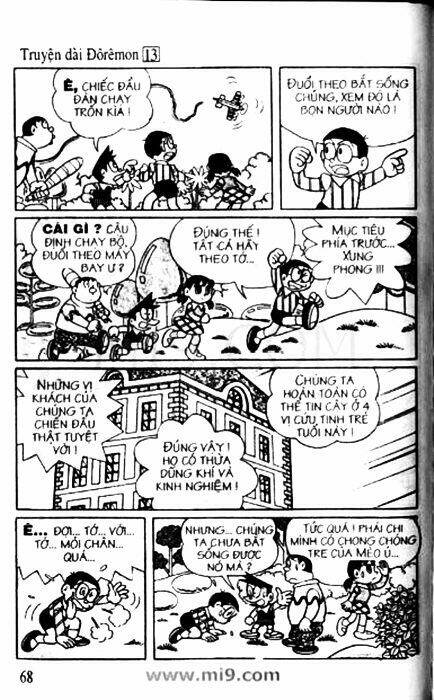 Truyện dài Đôrêmon 13
Ê, CHIẾC ĐẦU
ĐÀN CHẠY
TRỐN KÌA !
ĐUỔI THEO BẮT SỐNG
CHÚNG, XEM ĐÓ LÀ
BỌN NGƯỜI NÀO !
CÁI GÌ ? CẬU
ĐỊNH CHẠY BỘ,
ĐUỔI THEO MÁY
BAY Ư ?
ĐÚNG THẾ !
TẤT CẢ HÃY
THEO TỚ...
MỤC TIÊU
PHÍA TRƯỚC...
XUNG
PHONG !!!
NHỮNG VỊ
KHÁCH CỦA
CHÚNG TA
CHIẾN ĐẤU
THẬT TUYỆT
VỜI !
ĐÚNG VẬY !
HỌ CÓ THỪA
DŨNG KHÍ VÀ
KINH NGHIỆM !
CHÚNG TA
HOÀN TOÀN CÓ
THỂ TIN CẬY Ở 4
VỊ CỨU TINH TRẺ
TUỔI NÀY !
Ê... ĐỢI... TỚ... VỚI...
TỚ... MỎI CHÂN...
QUÁ...
NHƯNG... CHÚNG
TA CHƯA BẮT
SỐNG ĐƯỢC
NÓ MÀ ?
TỨC QUÁ ! PHẢI CHI
MÌNH CÓ CHONG CHÓNG
TRE CỦA MÈO Ú...
68
www.mi9.com